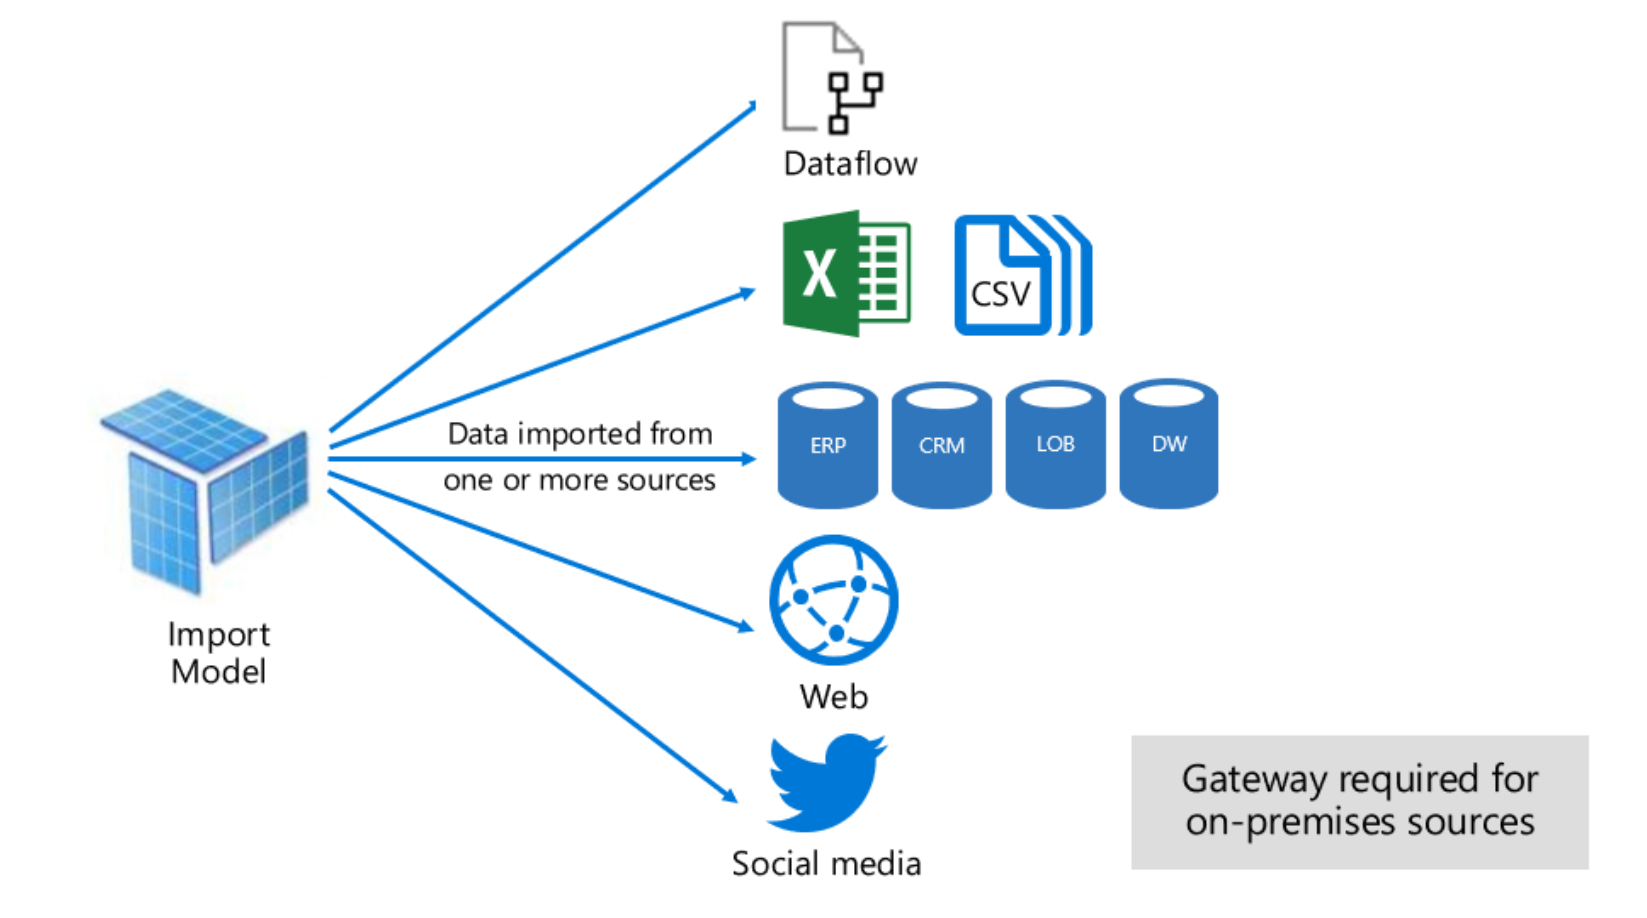 Dataflow
X
CSV
Data imported from
one or more sources
ERP
CRM
LOB
DW
Import
Model
Web
Social media
Gateway required for
on-premises sources